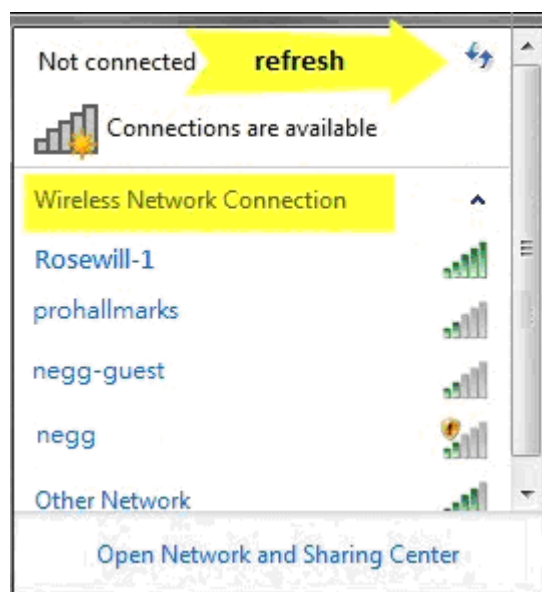 Not connected refresh
Connections are available
Wireless Network Connection
Rosewill-1
prohallmarks
negg-guest
negg
Other Network
Open Network and Sharing Center